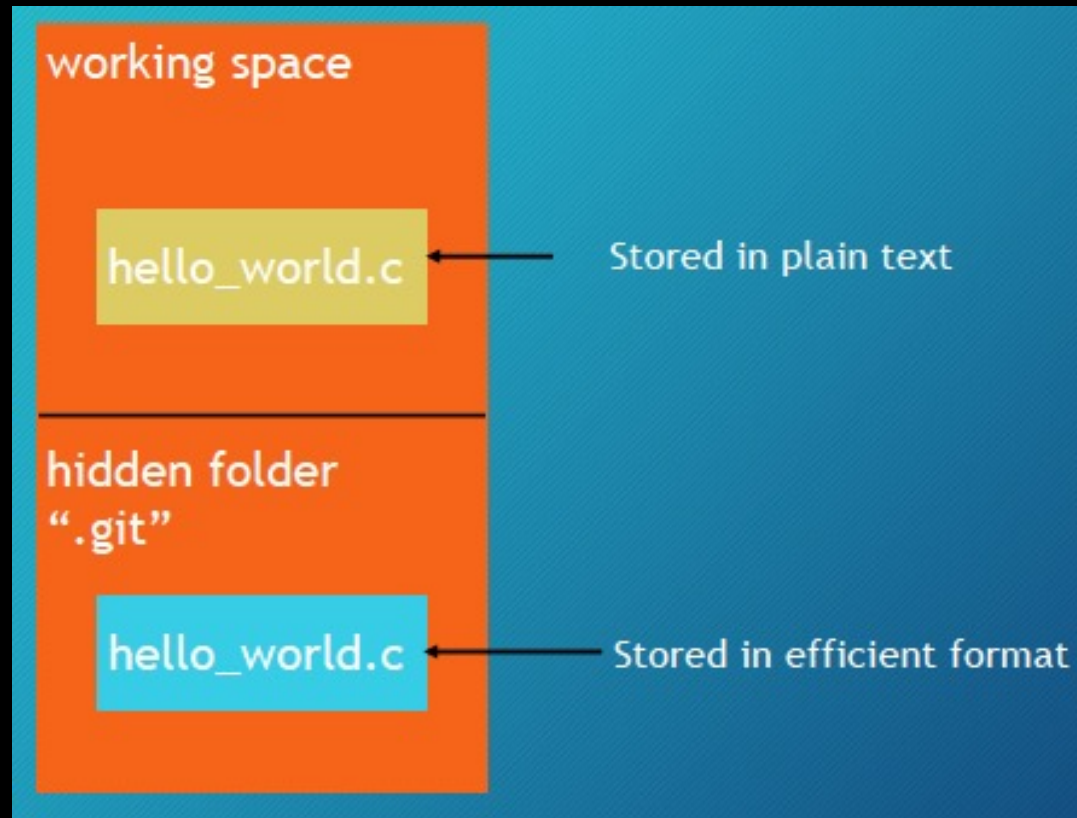 working space
hello_world.c
Stored in plain text
hidden folder
“.git”
hello_world.c
Stored in efficient format